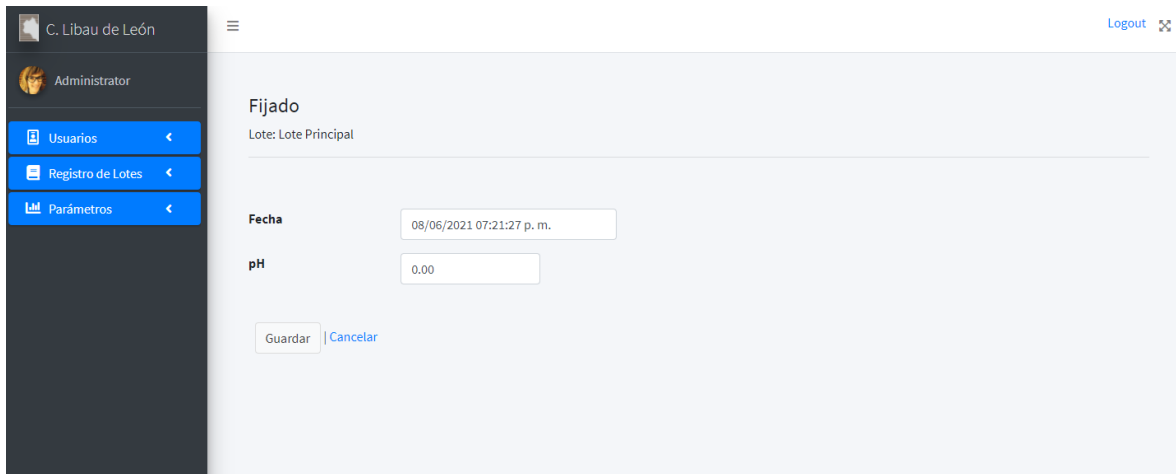 C. Libau de León
Logout
Administrator
Usuarios
Registro de Lotes
Parámetros
Fijado
Lote: Lote Principal
Fecha
08/06/2021 07:21:27 p. m.
pH
0.00
Guardar | Cancelar